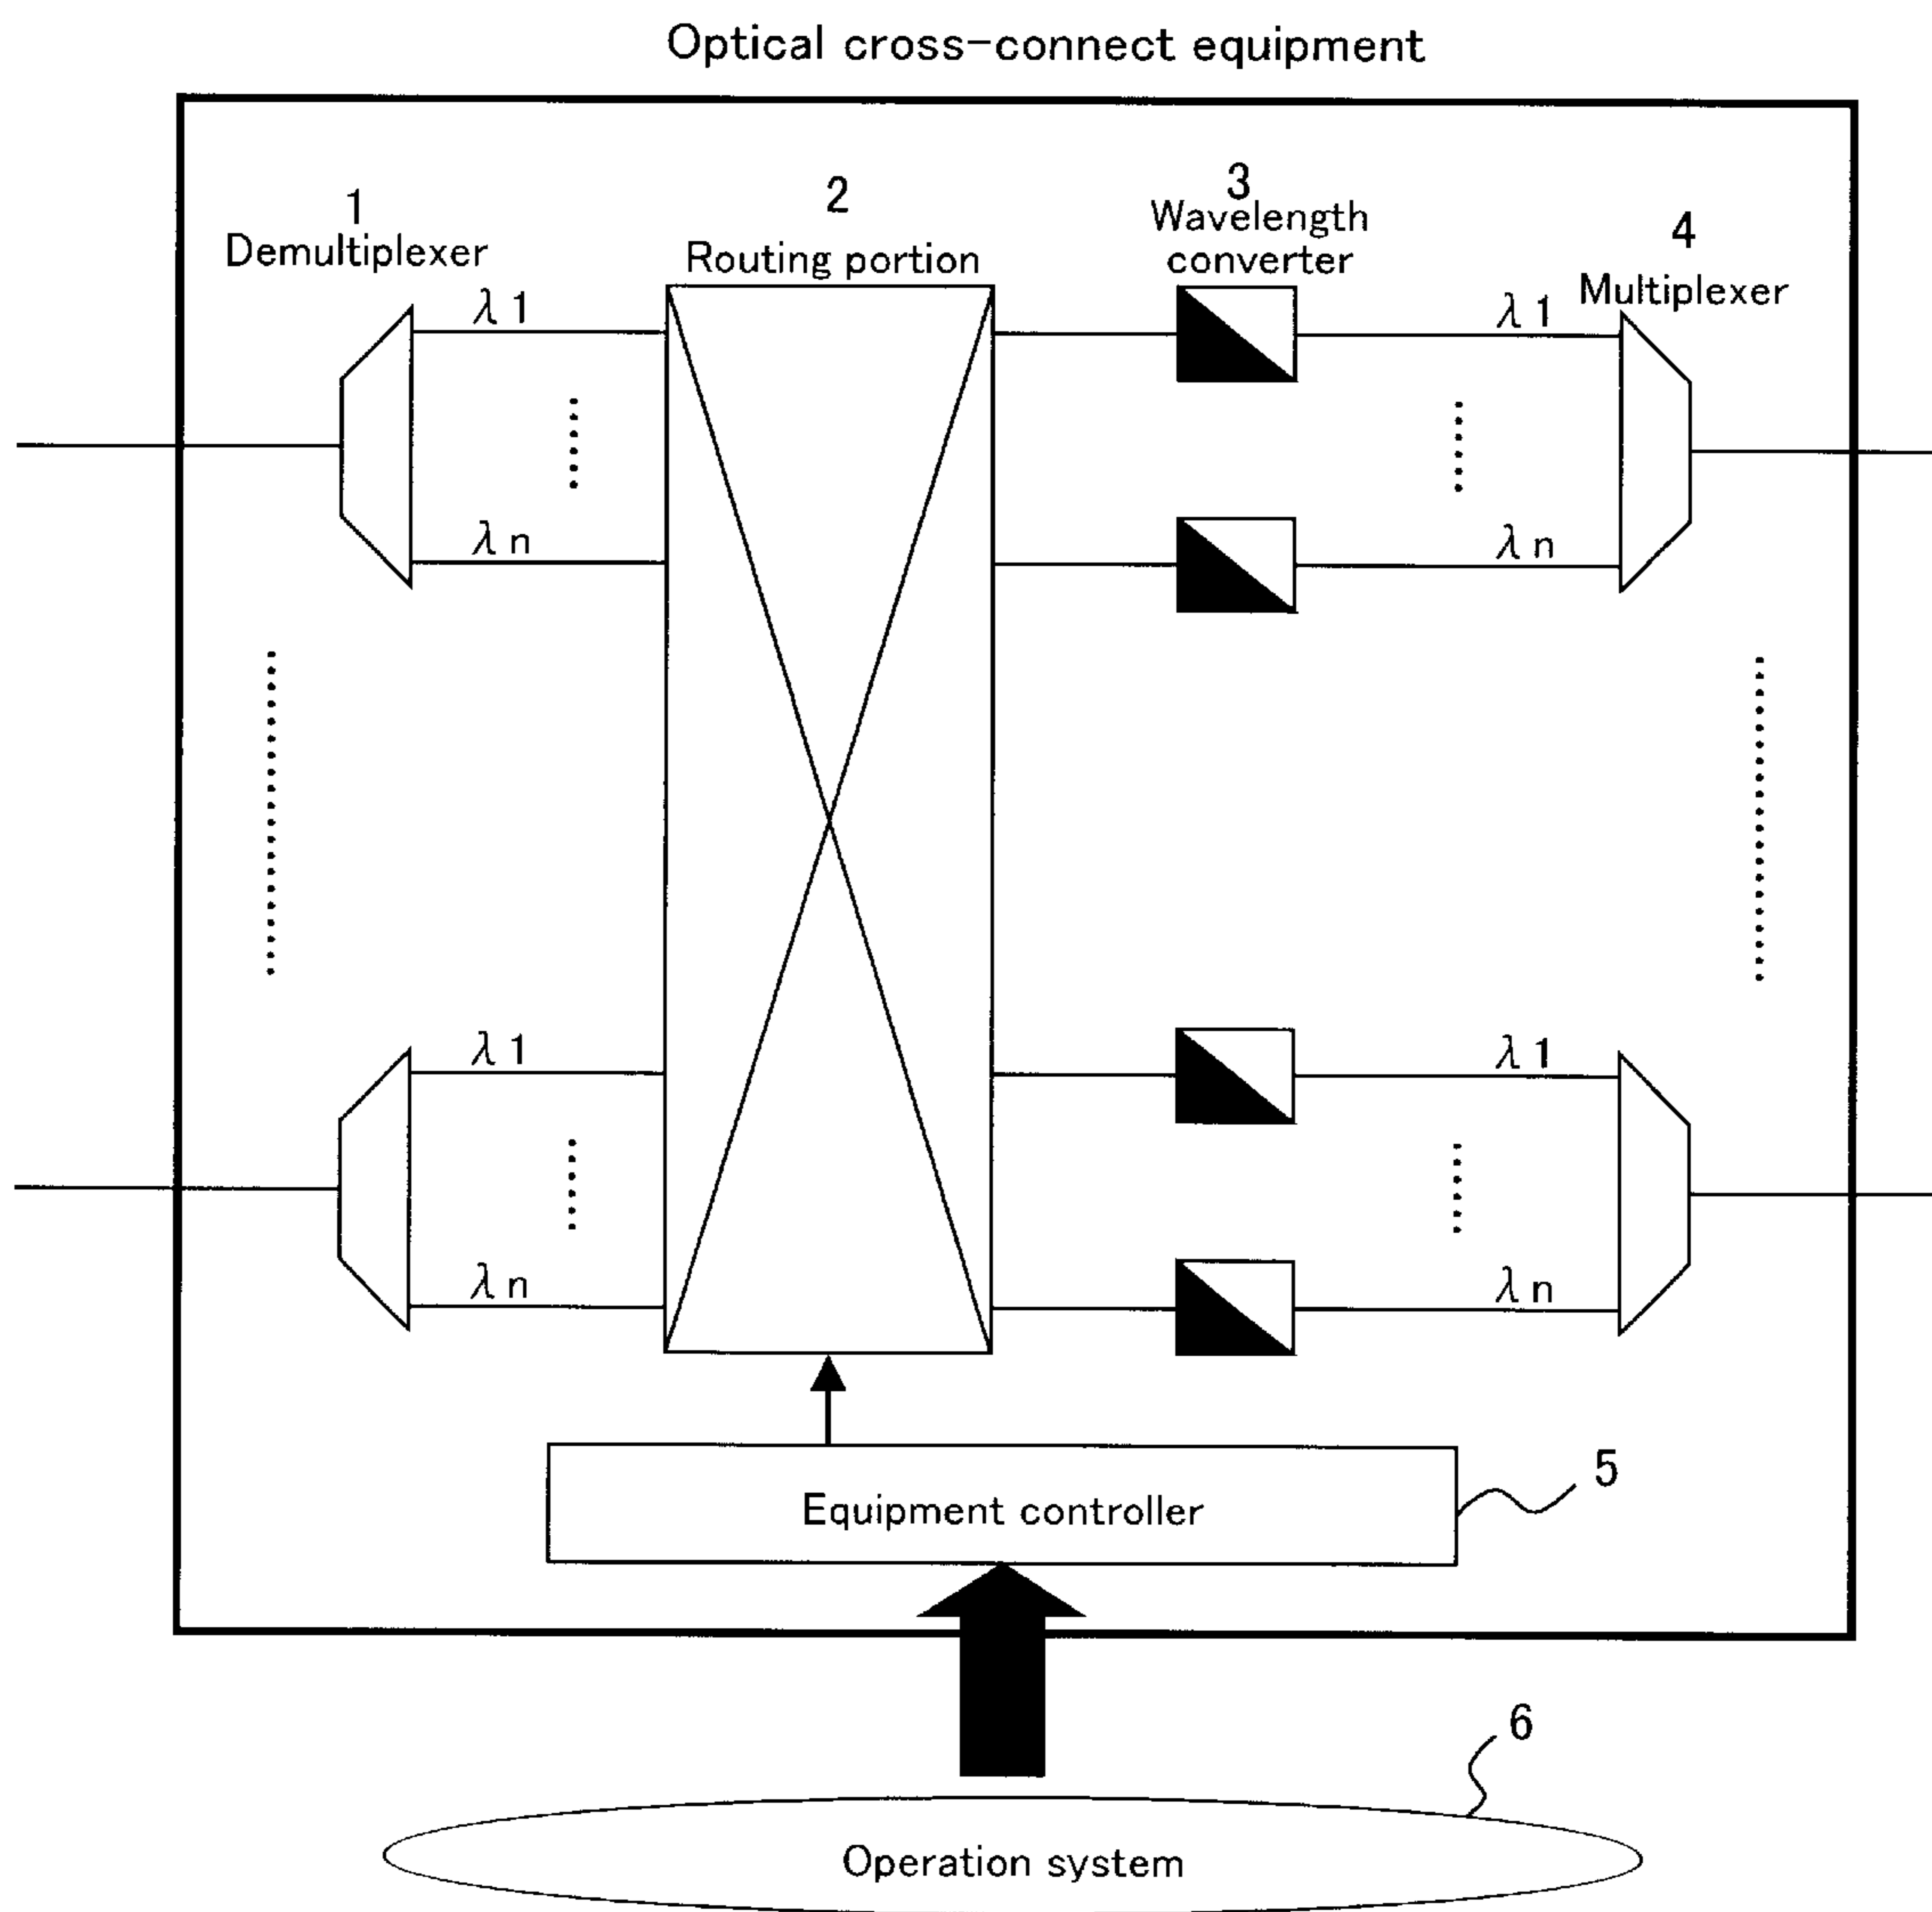 Optical cross-connect equipment
1
Demultiplexer
2
Routing portion
3
Wavelength
converter
4
Multiplexer
λ1
λ1
λn
λn
λ1
λ1
λn
λn
Equipment controller
5
6
Operation system